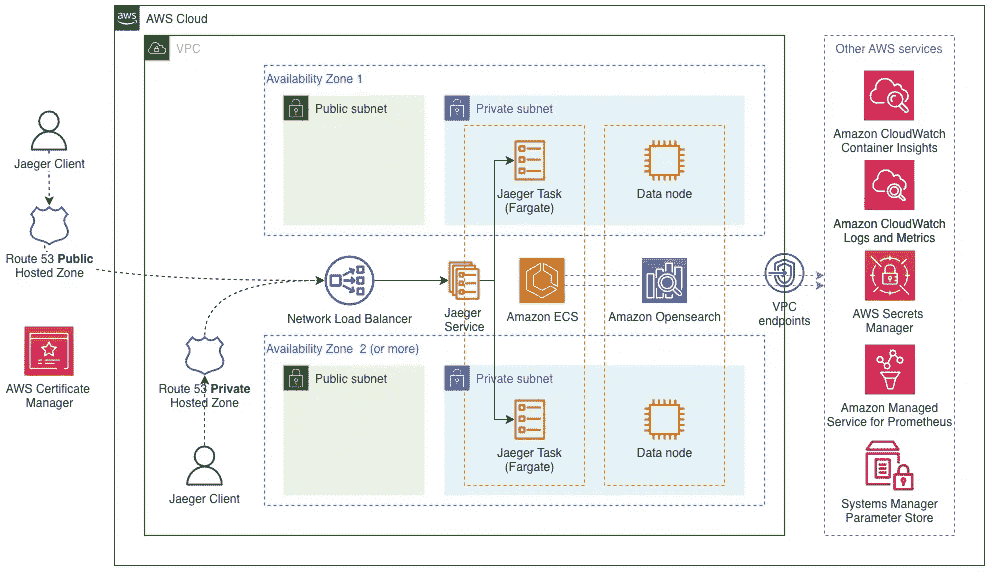 aws
AWS Cloud
VPC
Other AWS services
Availability Zone 1
Public subnet
Private subnet
Jaeger Client
Route 53 Public
Hosted Zone
Jaeger Task
(Fargate)
Data node
Amazon CloudWatch
Container Insights
Amazon CloudWatch
Logs and Metrics
Network Load Balancer
Jaeger
Service
Amazon ECS
Amazon Opensearch
VPC
endpoints
AWS Secrets
Manager
AWS Certificate
Manager
Route 53 Private
Hosted Zone
Jaeger Client
Availability Zone 2 (or more)
Public subnet
Private subnet
Jaeger Task
(Fargate)
Data node
Amazon Managed
Service for Prometheus
Systems Manager
Parameter Store